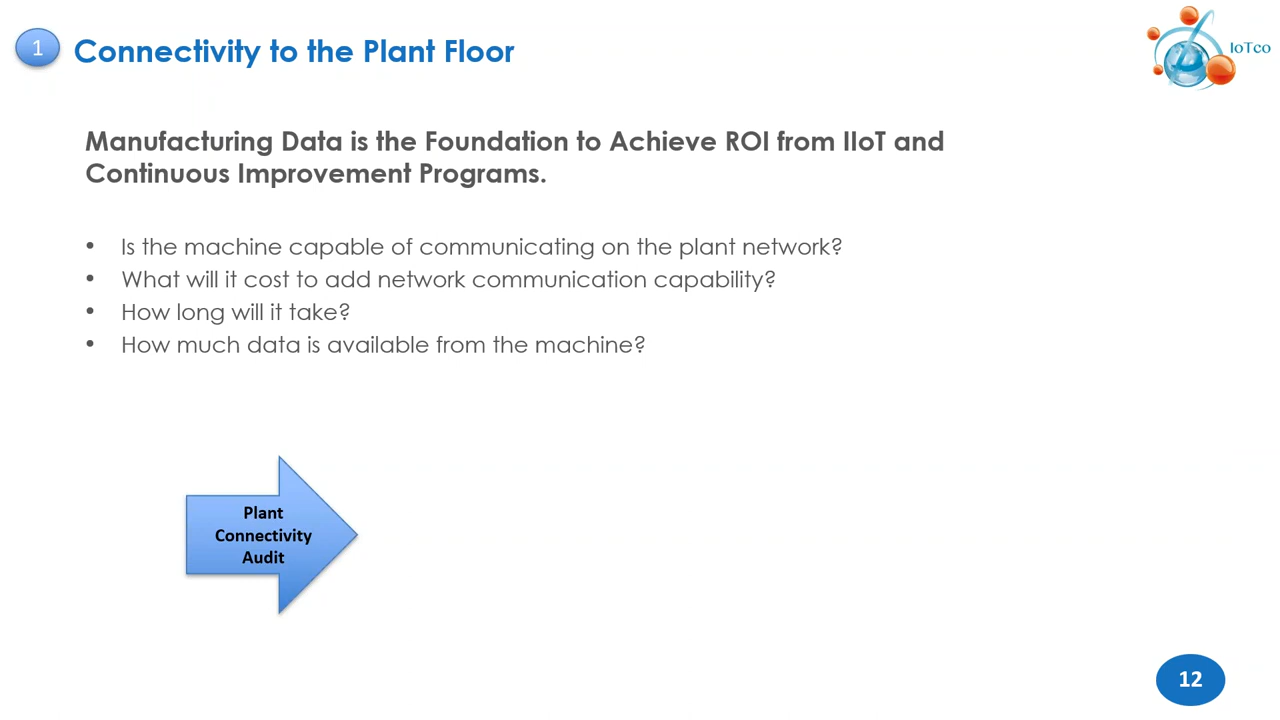 1
Connectivity to the Plant Floor
IoTco
Manufacturing Data is the Foundation to Achieve ROI from IIoT and
Continuous Improvement Programs.
• Is the machine capable of communicating on the plant network?
• What will it cost to add network communication capability?
• How long will it take?
• How much data is available from the machine?
Plant
Connectivity
Audit
12